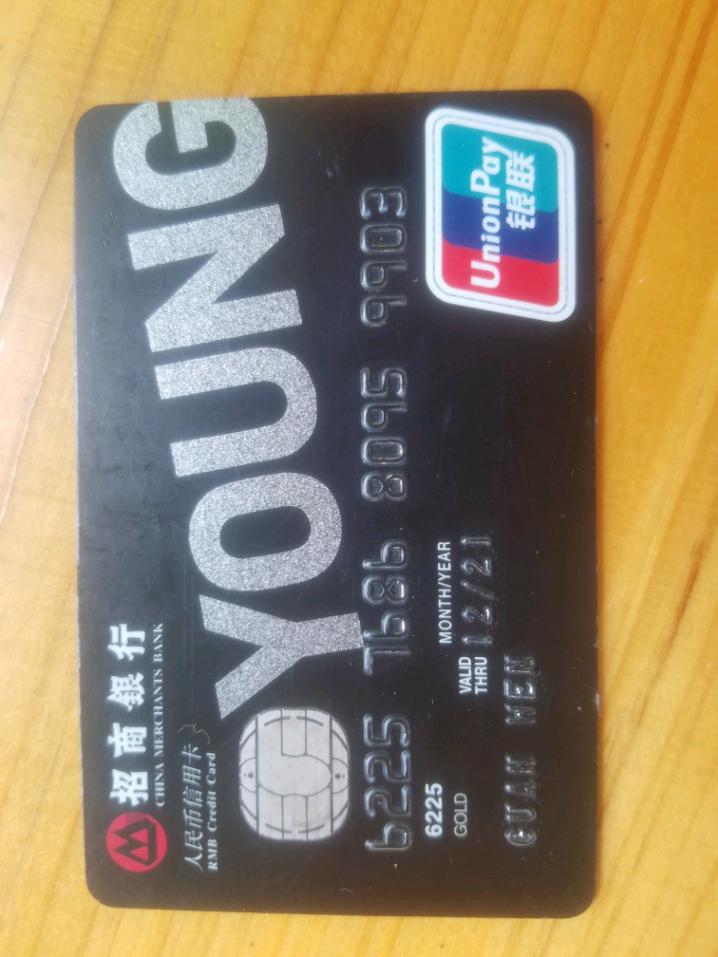 招商銀行
CHINA MERCHANTS BANK
人民币信用卡
RMB Credit Card
YOUNG
6225 7686 8095 9903
6225
MONTH/YEAR
VALID
THRU
12/21
GOLD
GUAN WEN
UnionPay
银联